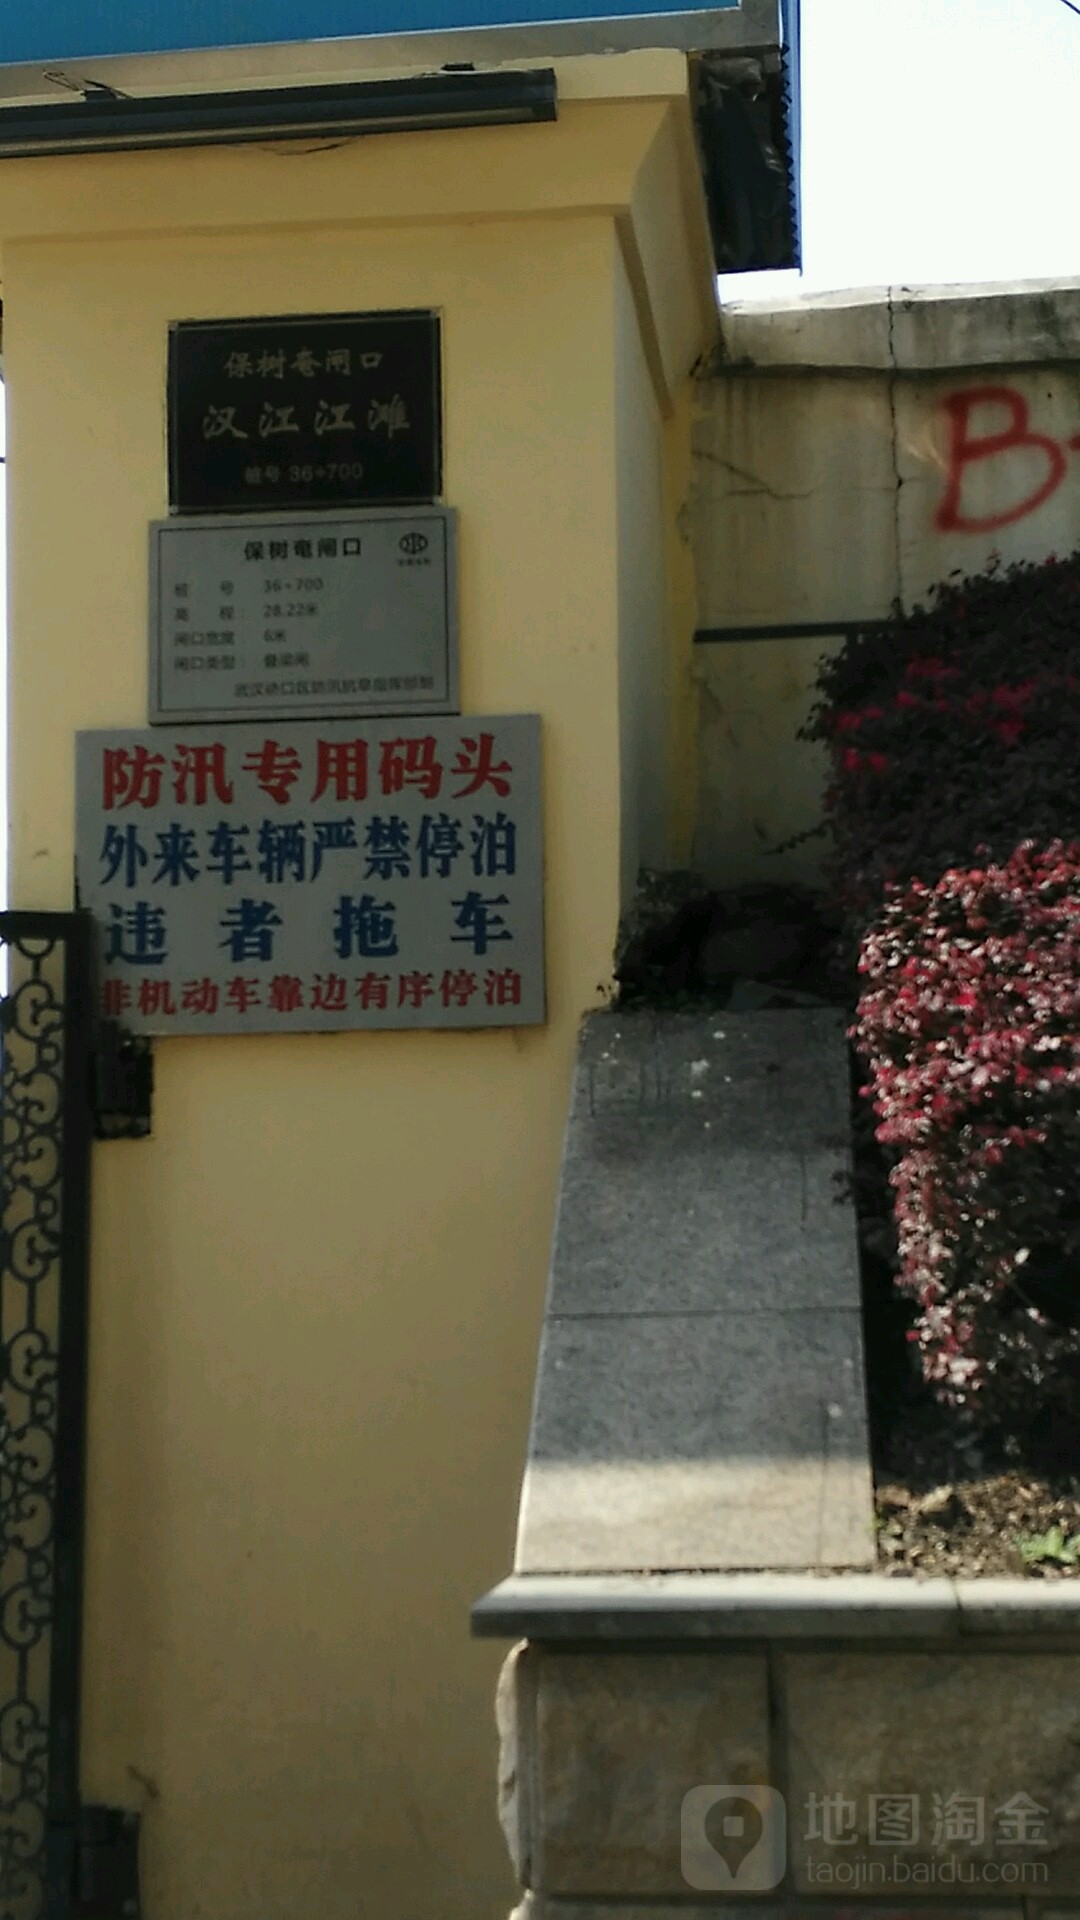 保树奄闸口
汉江江滩
桩号 36+700
保树奄闸口
桩 号 36+700
高 程: 28.22米
闸口宽度: 6米
闸口类型: 叠梁闸
武汉硚口区防汛抗旱指挥部制
防汛专用码头
外来车辆严禁停泊
违者拖车
非机动车靠边有序停泊
B
地图淘金
taojin.baidu.com